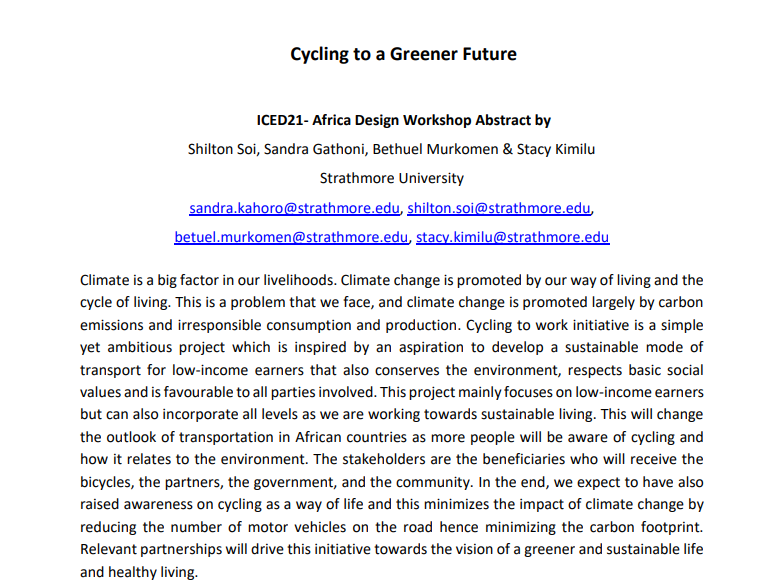 Cycling to a Greener Future
ICED21- Africa Design Workshop Abstract by
Shilton Soi, Sandra Gathoni, Bethuel Murkomen & Stacy Kimilu
Strathmore University
sandra.kahoro@strathmore.edu, shilton.soi@strathmore.edu,
betuel.murkomen@strathmore.edu, stacy.kimilu@strathmore.edu
Climate is a big factor in our livelihoods. Climate change is promoted by our way of living and the
cycle of living. This is a problem that we face, and climate change is promoted largely by carbon
emissions and irresponsible consumption and production. Cycling to work initiative is a simple
yet ambitious project which is inspired by an aspiration to develop a sustainable mode of
transport for low-income earners that also conserves the environment, respects basic social
values and is favourable to all parties involved. This project mainly focuses on low-income earners
but can also incorporate all levels as we are working towards sustainable living. This will change
the outlook of transportation in African countries as more people will be aware of cycling and
how it relates to the environment. The stakeholders are the beneficiaries who will receive the
bicycles, the partners, the government, and the community. In the end, we expect to have also
raised awareness on cycling as a way of life and this minimizes the impact of climate change by
reducing the number of motor vehicles on the road hence minimizing the carbon footprint.
Relevant partnerships will drive this initiative towards the vision of a greener and sustainable life
and healthy living.